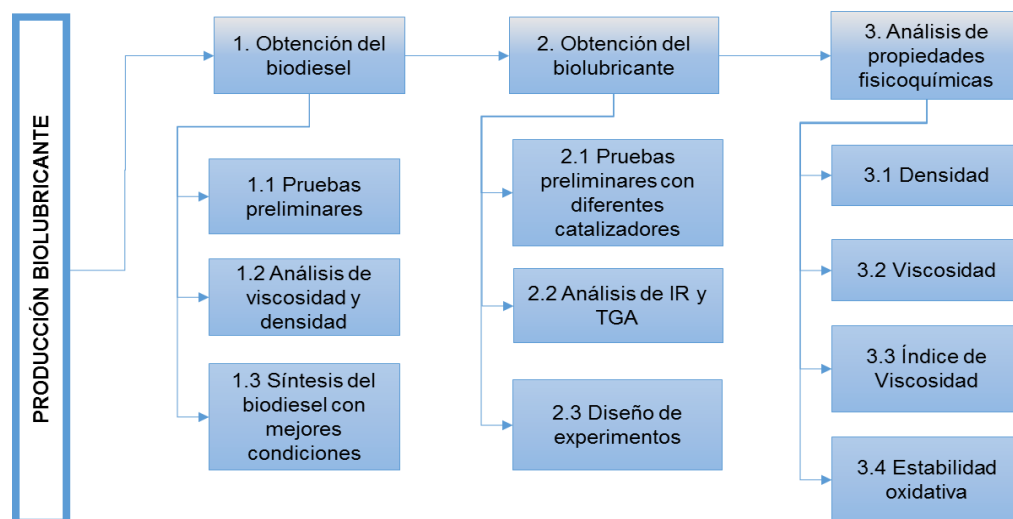 PRODUCCIÓN BIOLUBRICANTE
1. Obtención del
biodiesel
1.1 Pruebas
preliminares
1.2 Análisis de
viscosidad y
densidad
1.3 Síntesis del
biodiesel con
mejores
condiciones
2. Obtención del
biolubricante
2.1 Pruebas
preliminares con
diferentes
catalizadores
2.2 Análisis de IR y
TGA
2.3 Diseño de
experimentos
3. Análisis de
propiedades
fisicoquímicas
3.1 Densidad
3.2 Viscosidad
3.3 Índice de
Viscosidad
3.4 Estabilidad
oxidativa